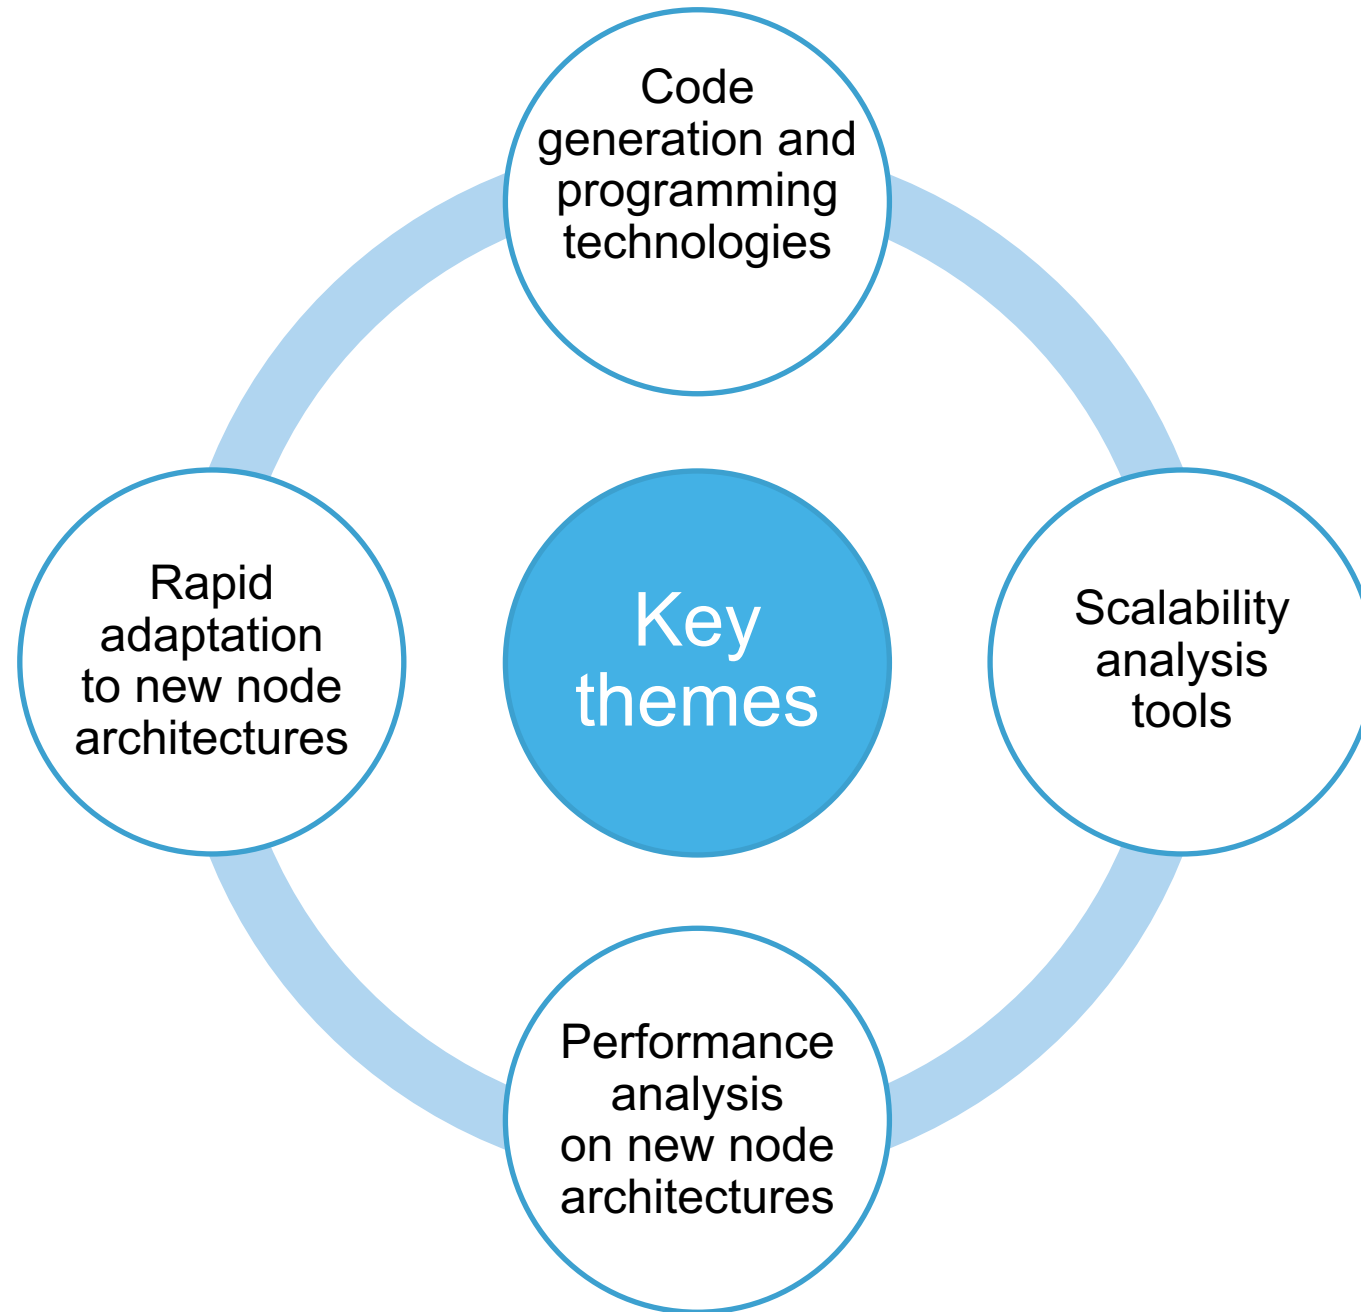 Code
generation and
programming
technologies
Rapid
adaptation
to new node
architectures
Key
themes
Scalability
analysis
tools
Performance
analysis
on new node
architectures